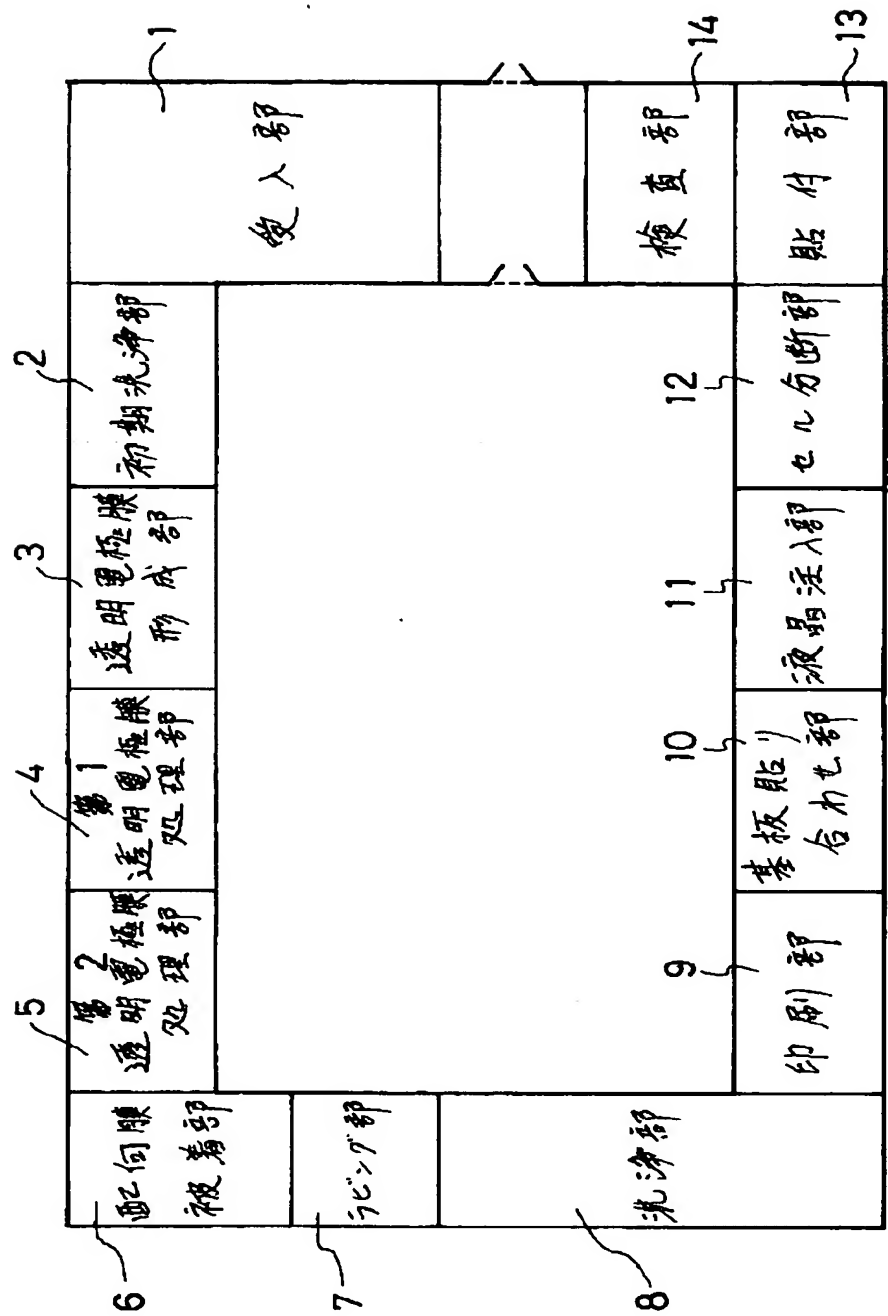 1
受入部
2
初期洗浄部
3
透明電極膜
形成部
4
第1
透明電極膜
処理部
5
第2
透明電極膜
処理部
6
配向膜
被着部
7
ラビング部
8
洗浄部
9
印刷部
10
基板貼り
合わせ部
11
液晶注入部
12
セル分断部
13
貼付部
14
検査部